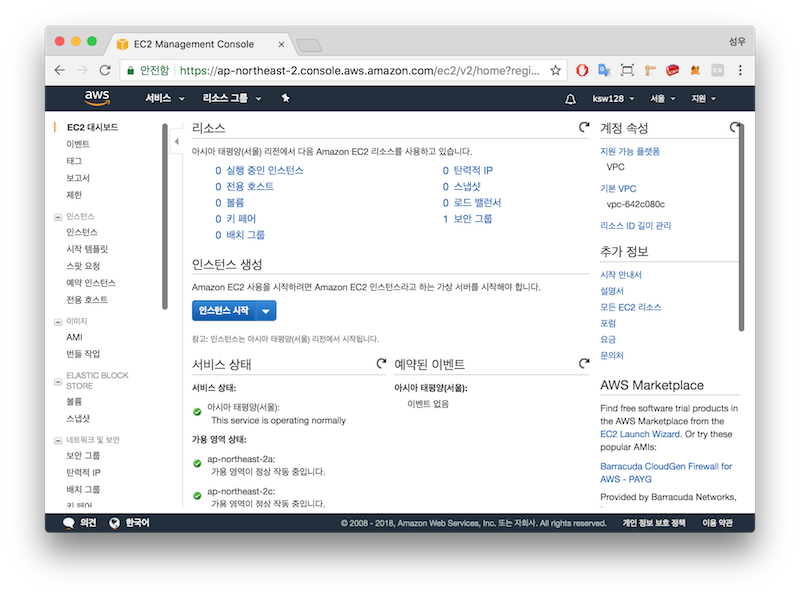 EC2 Management Console
성우
안전함
https://ap-northeast-2.console.aws.amazon.com/ec2/v2/home?regi...
aws
서비스
리소스 그룹
ksw128
서울
지원
EC2 대시보드
이벤트
태그
보고서
제한
인스턴스
인스턴스
시작 템플릿
스팟 요청
예약 인스턴스
전용 호스트
이미지
AMI
번들 작업
ELASTIC BLOCK
STORE
볼륨
스냅샷
네트워크 및 보안
보안 그룹
탄력적 IP
배치 그룹
키 페어
리소스
아시아 태평양(서울) 리전에서 다음 Amazon EC2 리소스를 사용하고 있습니다.
0 실행 중인 인스턴스
0 탄력적 IP
0 전용 호스트
0 스냅샷
0 볼륨
0 로드 밸런서
0 키 페어
1 보안 그룹
0 배치 그룹
인스턴스 생성
Amazon EC2 사용을 시작하려면 Amazon EC2 인스턴스라고 하는 가상 서버를 시작해야 합니다.
인스턴스 시작
참고: 인스턴스는 아시아 태평양(서울) 리전에서 시작됩니다.
서비스 상태
서비스 상태:
아시아 태평양(서울):
This service is operating normally
가용 영역 상태:
ap-northeast-2a:
가용 영역이 정상 작동 중입니다.
ap-northeast-2c:
가용 영역이 정상 작동 중입니다.
예약된 이벤트
아시아 태평양(서울):
이벤트 없음
계정 속성
지원 가능 플랫폼
VPC
기본 VPC
vpc-642c080c
리소스 ID 길이 관리
추가 정보
시작 안내서
설명서
모든 EC2 리소스
포럼
요금
문의처
AWS Marketplace
Find free software trial products in
the AWS Marketplace from the
EC2 Launch Wizard. Or try these
popular AMIs:
Barracuda CloudGen Firewall for
AWS - PAYG
Provided by Barracuda Networks,
의견
한국어
© 2008 - 2018, Amazon Web Services, Inc. 또는 자회사. All rights reserved.
개인 정보 보호 정책
이용 약관